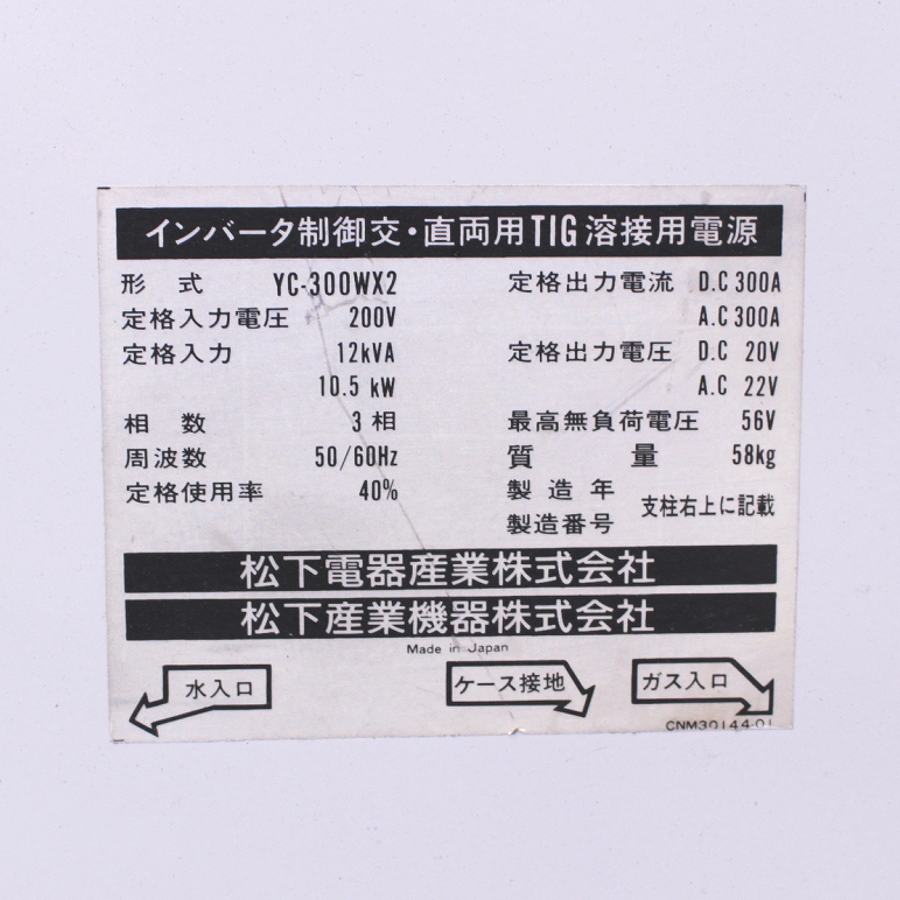 インバータ制御交・直両用TIG溶接用電源
形式 YC-300WX2
定格入力電圧 200V
定格入力 12kVA
10.5 kW
相数 3相
周波数 50/60Hz
定格使用率 40%
定格出力電流 D.C 300A
A.C 300A
定格出力電圧 D.C 20V
A.C 22V
最高無負荷電圧 56V
質量 58kg
製造年
製造番号
支柱右上に記載
松下電器産業株式会社
松下産業機器株式会社
Made in Japan
水入口
ケース接地
ガス入口
CNM30144-01